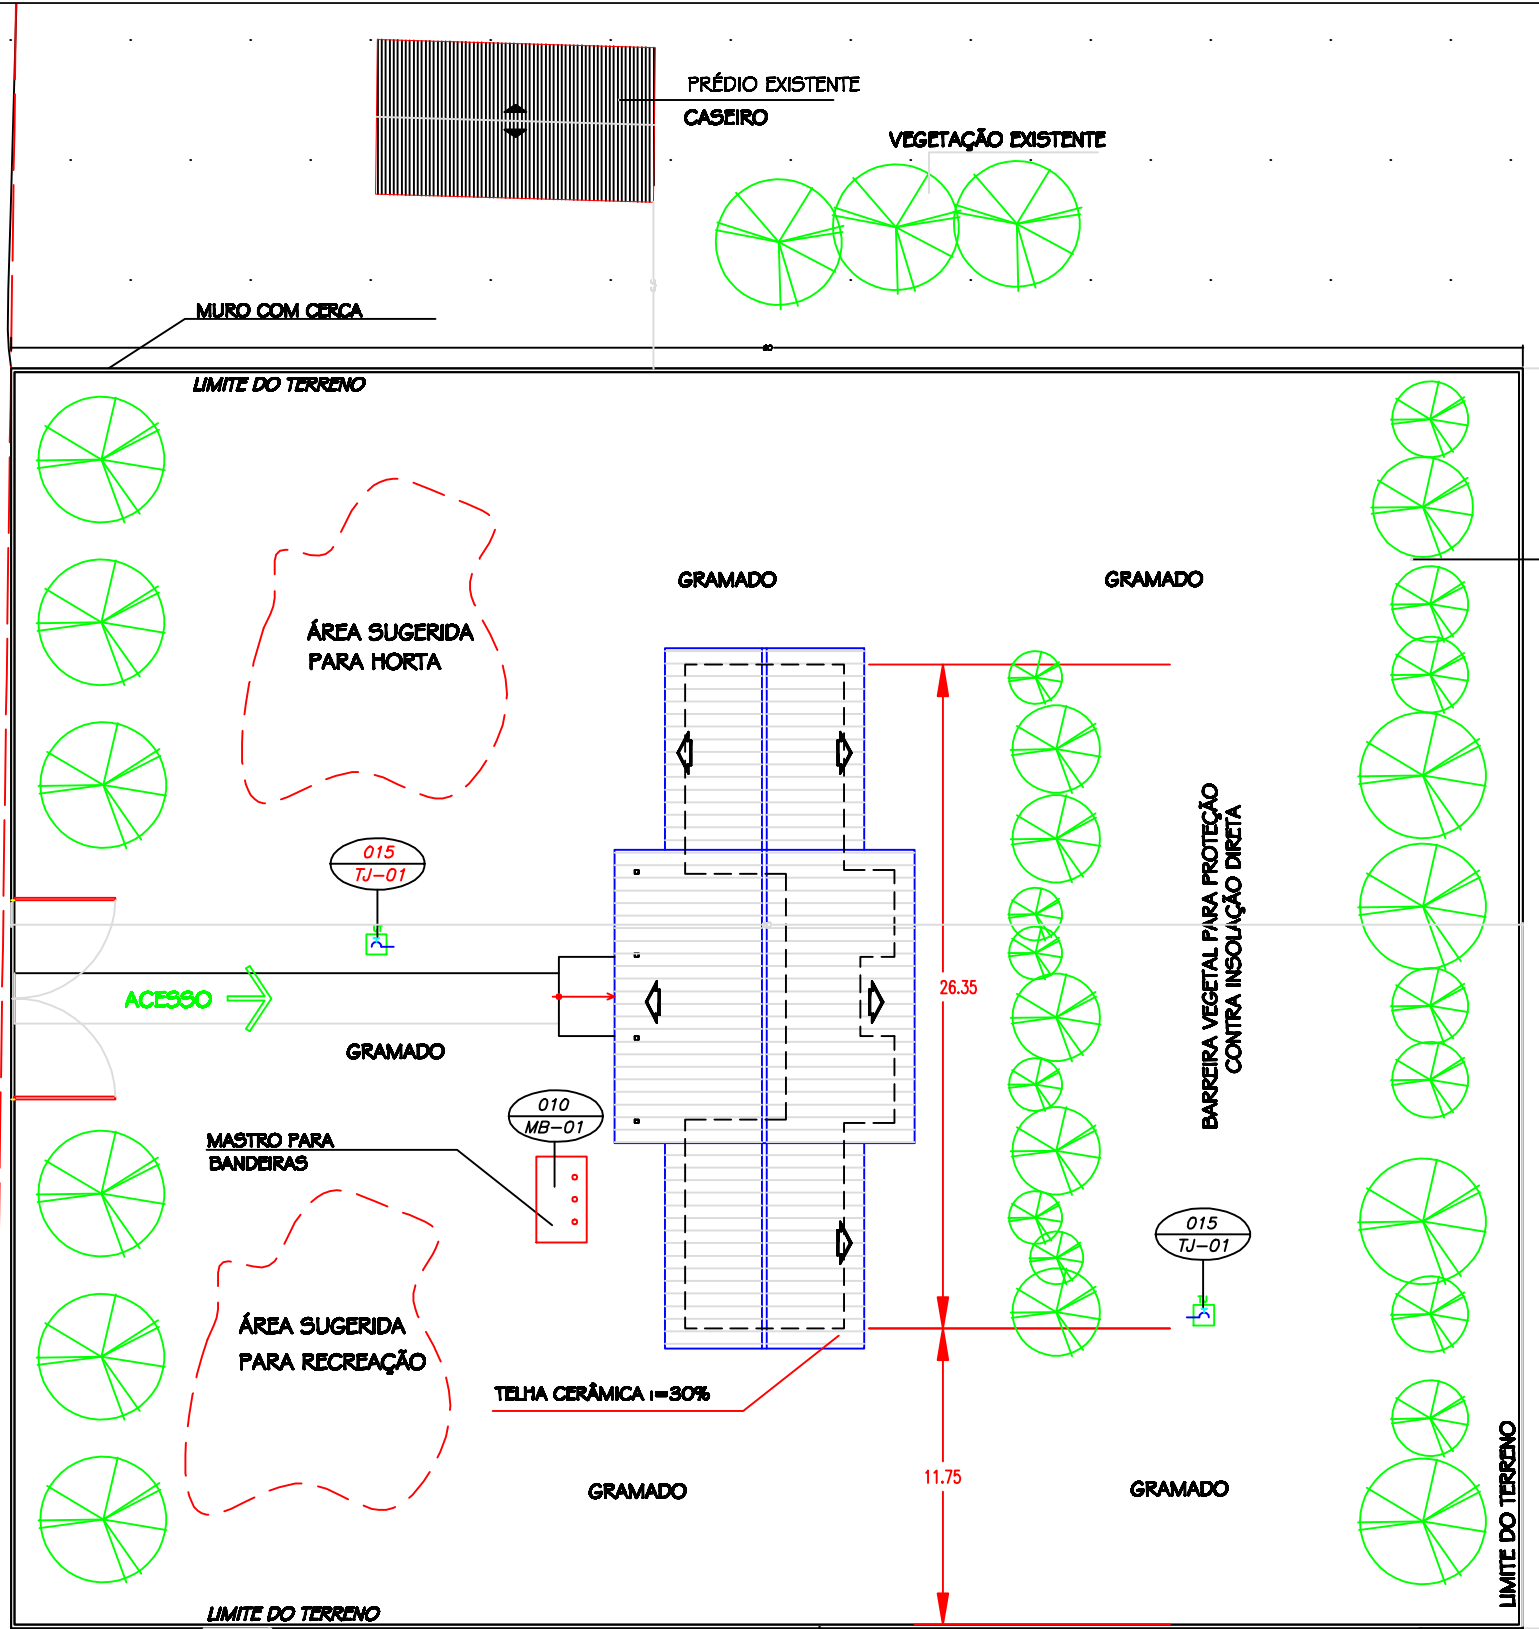 PRÉDIO EXISTENTE
CASEIRO
VEGETAÇÃO EXISTENTE
MURO COM CERCA
LIMITE DO TERRENO
GRAMADO
GRAMADO
ÁREA SUGERIDA
PARA HORTA
015
TJ-01
ACESSO
26.35
BARREIRA VEGETAL PARA PROTEÇÃO
CONTRA INSOLAÇÃO DIRETA
GRAMADO
010
MB-01
MASTRO PARA
BANDEIRAS
015
TJ-01
ÁREA SUGERIDA
PARA RECREAÇÃO
TELHA CERÂMICA i=30%
11.75
GRAMADO
GRAMADO
LIMITE DO TERRENO
LIMITE DO TERRENO